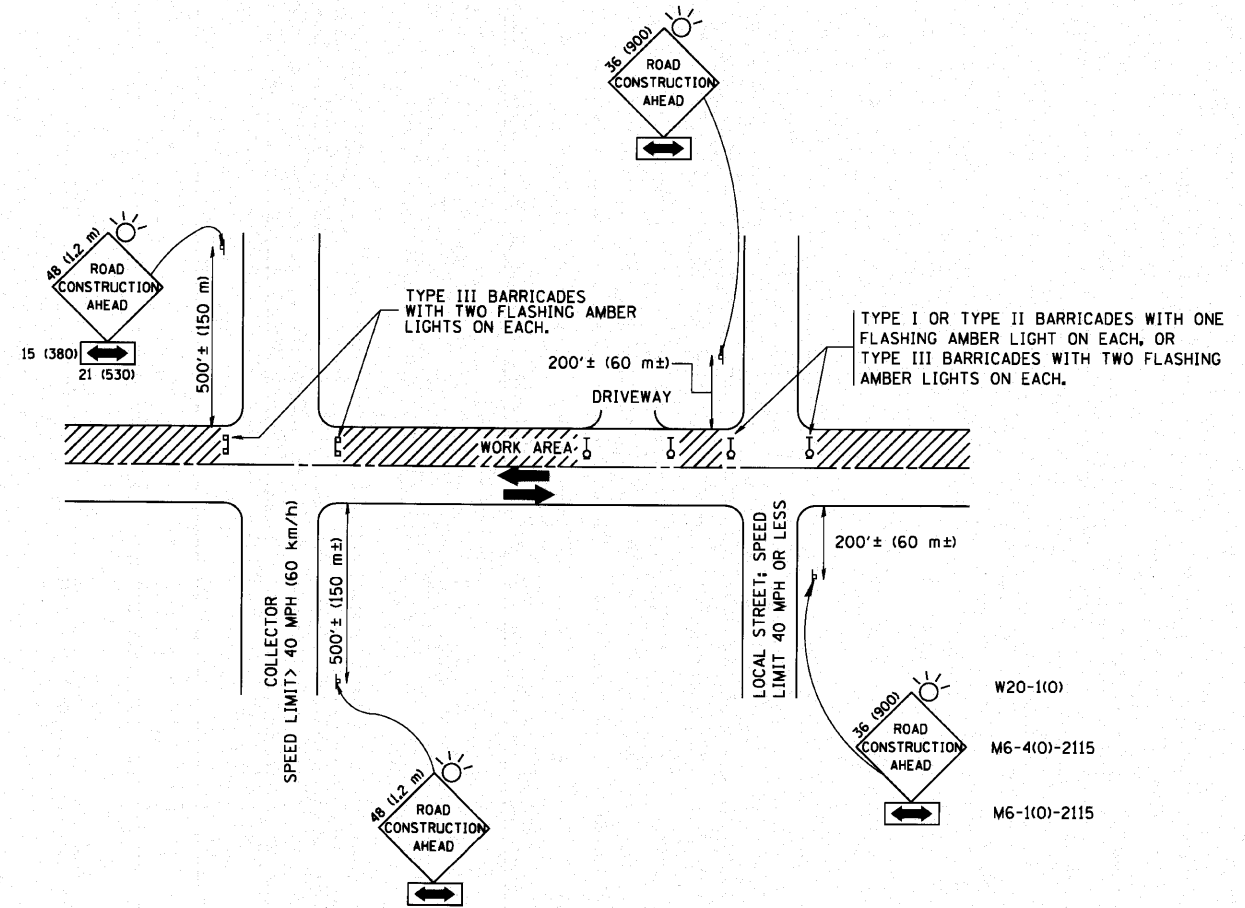 36 (900)
ROAD
CONSTRUCTION
AHEAD
48 (1.2 m)
ROAD
CONSTRUCTION
AHEAD
15 (380)
21 (530)
500'± (150 m)
TYPE III BARRICADES
WITH TWO FLASHING AMBER
LIGHTS ON EACH.
200'± (60 m±)
DRIVEWAY
TYPE I OR TYPE II BARRICADES WITH ONE
FLASHING AMBER LIGHT ON EACH, OR
TYPE III BARRICADES WITH TWO FLASHING
AMBER LIGHTS ON EACH.
WORK AREA
COLLECTOR
SPEED LIMIT> 40 MPH (60 km/h)
500'± (150 m±)
LOCAL STREET; SPEED
LIMIT 40 MPH OR LESS
200'± (60 m±)
48 (1.2 m)
ROAD
CONSTRUCTION
AHEAD
36 (900)
ROAD
CONSTRUCTION
AHEAD
W20-1(O)
M6-4(O)-2115
M6-1(O)-2115